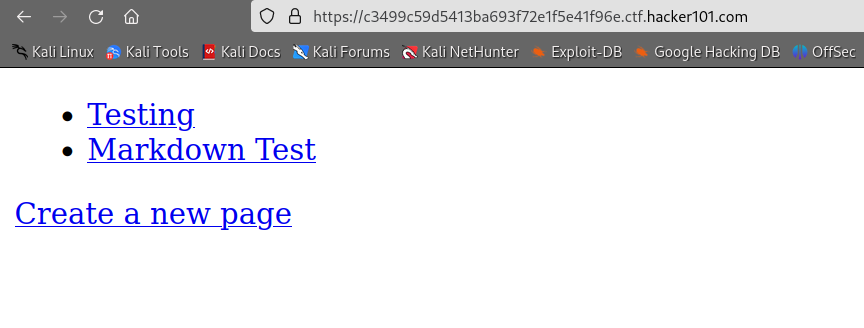 https://c3499c59d5413ba693f72e1f5e41f96e.ctf.hacker101.com
Kali Linux Kali Tools Kali Docs Kali Forums Kali NetHunter Exploit-DB Google Hacking DB OffSec
• Testing
• Markdown Test
Create a new page